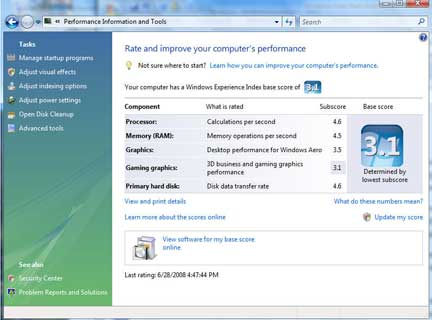 Performance Information and Tools
Search
Tasks
Manage startup programs
Adjust visual effects
Adjust indexing options
Adjust power settings
Open Disk Cleanup
Advanced tools
See also
Security Center
Problem Reports and Solutions
Rate and improve your computer's performance
Not sure where to start? Learn how you can improve your computer's performance.
Your computer has a Windows Experience Index base score of 3.1
Component What is rated Subscore Base score
Processor: Calculations per second 4.6
Memory (RAM): Memory operations per second 4.5
Graphics: Desktop performance for Windows Aero 3.5
Gaming graphics: 3D business and gaming graphics performance 3.1
Primary hard disk: Disk data transfer rate 4.6
3.1
Determined by
lowest subscore
View and print details What do these numbers mean?
Learn more about the scores online Update my score
View software for my base score
online
Last rating: 6/28/2008 4:47:44 PM